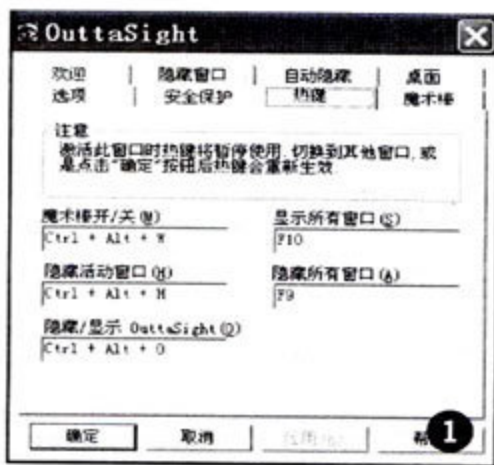 OuttaSight
欢迎 隐藏窗口 自动隐藏 桌面
选项 安全保护 热键 魔术棒
注意
激活此窗口时热键将暂停使用.切换到其他窗口,或
是点击"确定"按钮后热键会重新生效
魔术棒开/关(W) 显示所有窗口(S)
Ctrl + Alt + W F10
隐藏活动窗口(H) 隐藏所有窗口(A)
Ctrl + Alt + H F9
隐藏/显示 OuttaSight(O)
Ctrl + Alt + O
确定 取消
1